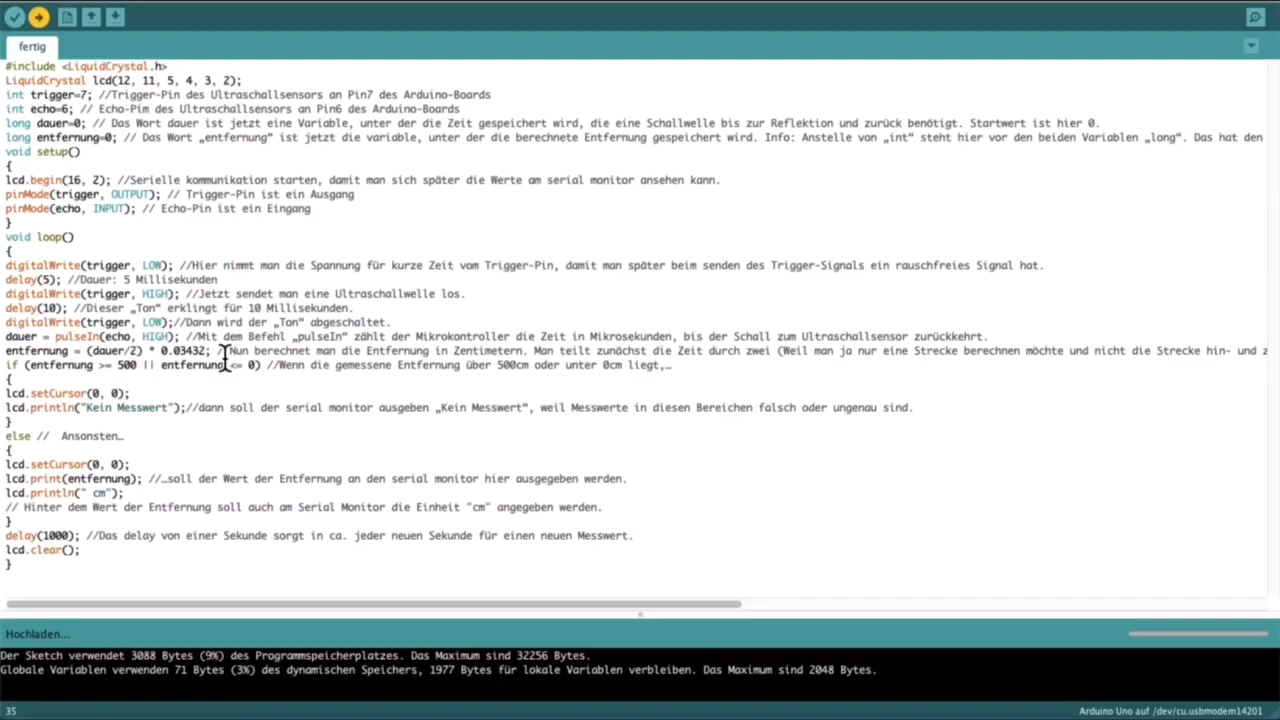 fertig
#include <LiquidCrystal.h>
LiquidCrystal lcd(12, 11, 5, 4, 3, 2);
int trigger=7; //Trigger-Pin des Ultraschallsensors an Pin7 des Arduino-Boards
int echo=6; // Echo-Pim des Ultraschallsensors an Pin6 des Arduino-Boards
long dauer=0; // Das Wort dauer ist jetzt eine Variable, unter der die Zeit gespeichert wird, die eine Schallwelle bis zur Reflektion und zurück benötigt. Startwert ist hier 0.
long entfernung=0; // Das Wort „entfernung“ ist jetzt die variable, unter der die berechnete Entfernung gespeichert wird. Info: Anstelle von „int“ steht hier vor den beiden Variablen „long“. Das hat den
void setup()
{
lcd.begin(16, 2); //Serielle kommunikation starten, damit man sich später die Werte am serial monitor ansehen kann.
pinMode(trigger, OUTPUT); // Trigger-Pin ist ein Ausgang
pinMode(echo, INPUT); // Echo-Pin ist ein Eingang
}
void loop()
{
digitalWrite(trigger, LOW); //Hier nimmt man die Spannung für kurze Zeit vom Trigger-Pin, damit man später beim senden des Trigger-Signals ein rauschfreies Signal hat.
delay(5); //Dauer: 5 Millisekunden
digitalWrite(trigger, HIGH); //Jetzt sendet man eine Ultraschallwelle los.
delay(10); //Dieser „Ton“ erklingt für 10 Millisekunden.
digitalWrite(trigger, LOW);//Dann wird der „Ton“ abgeschaltet.
dauer = pulseIn(echo, HIGH); //Mit dem Befehl „pulseIn“ zählt der Mikrokontroller die Zeit in Mikrosekunden, bis der Schall zum Ultraschallsensor zurückkehrt.
entfernung = (dauer/2) * 0.03432; //Nun berechnet man die Entfernung in Zentimetern. Man teilt zunächst die Zeit durch zwei (Weil man ja nur eine Strecke berechnen möchte und nicht die Strecke hin- und z
if (entfernung >= 500 || entfernung <= 0) //Wenn die gemessene Entfernung über 500cm oder unter 0cm liegt,…
{
lcd.setCursor(0, 0);
lcd.println("Kein Messwert");//dann soll der serial monitor ausgeben „Kein Messwert“, weil Messwerte in diesen Bereichen falsch oder ungenau sind.
}
else //  Ansonsten…
{
lcd.setCursor(0, 0);
lcd.print(entfernung); //…soll der Wert der Entfernung an den serial monitor hier ausgegeben werden.
lcd.println(" cm");
// Hinter dem Wert der Entfernung soll auch am Serial Monitor die Einheit "cm" angegeben werden.
}
delay(1000); //Das delay von einer Sekunde sorgt in ca. jeder neuen Sekunde für einen neuen Messwert.
lcd.clear();
}
Hochladen...
Der Sketch verwendet 3088 Bytes (9%) des Programmspeicherplatzes. Das Maximum sind 32256 Bytes.
Globale Variablen verwenden 71 Bytes (3%) des dynamischen Speichers, 1977 Bytes für lokale Variablen verbleiben. Das Maximum sind 2048 Bytes.
35
Arduino Uno auf /dev/cu.usbmodem14201